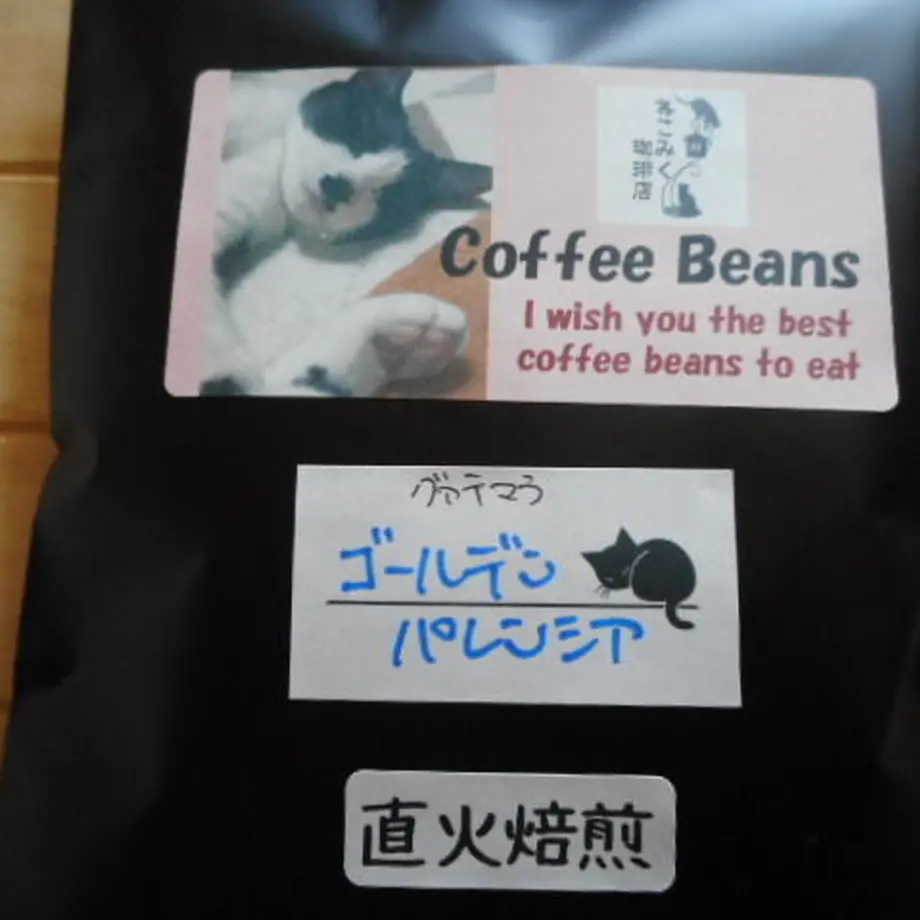 ねこみく
珈琲店
Coffee Beans
I wish you the best
coffee beans to eat
グァテマラ
ゴールデン
パレンシア
直火焙煎